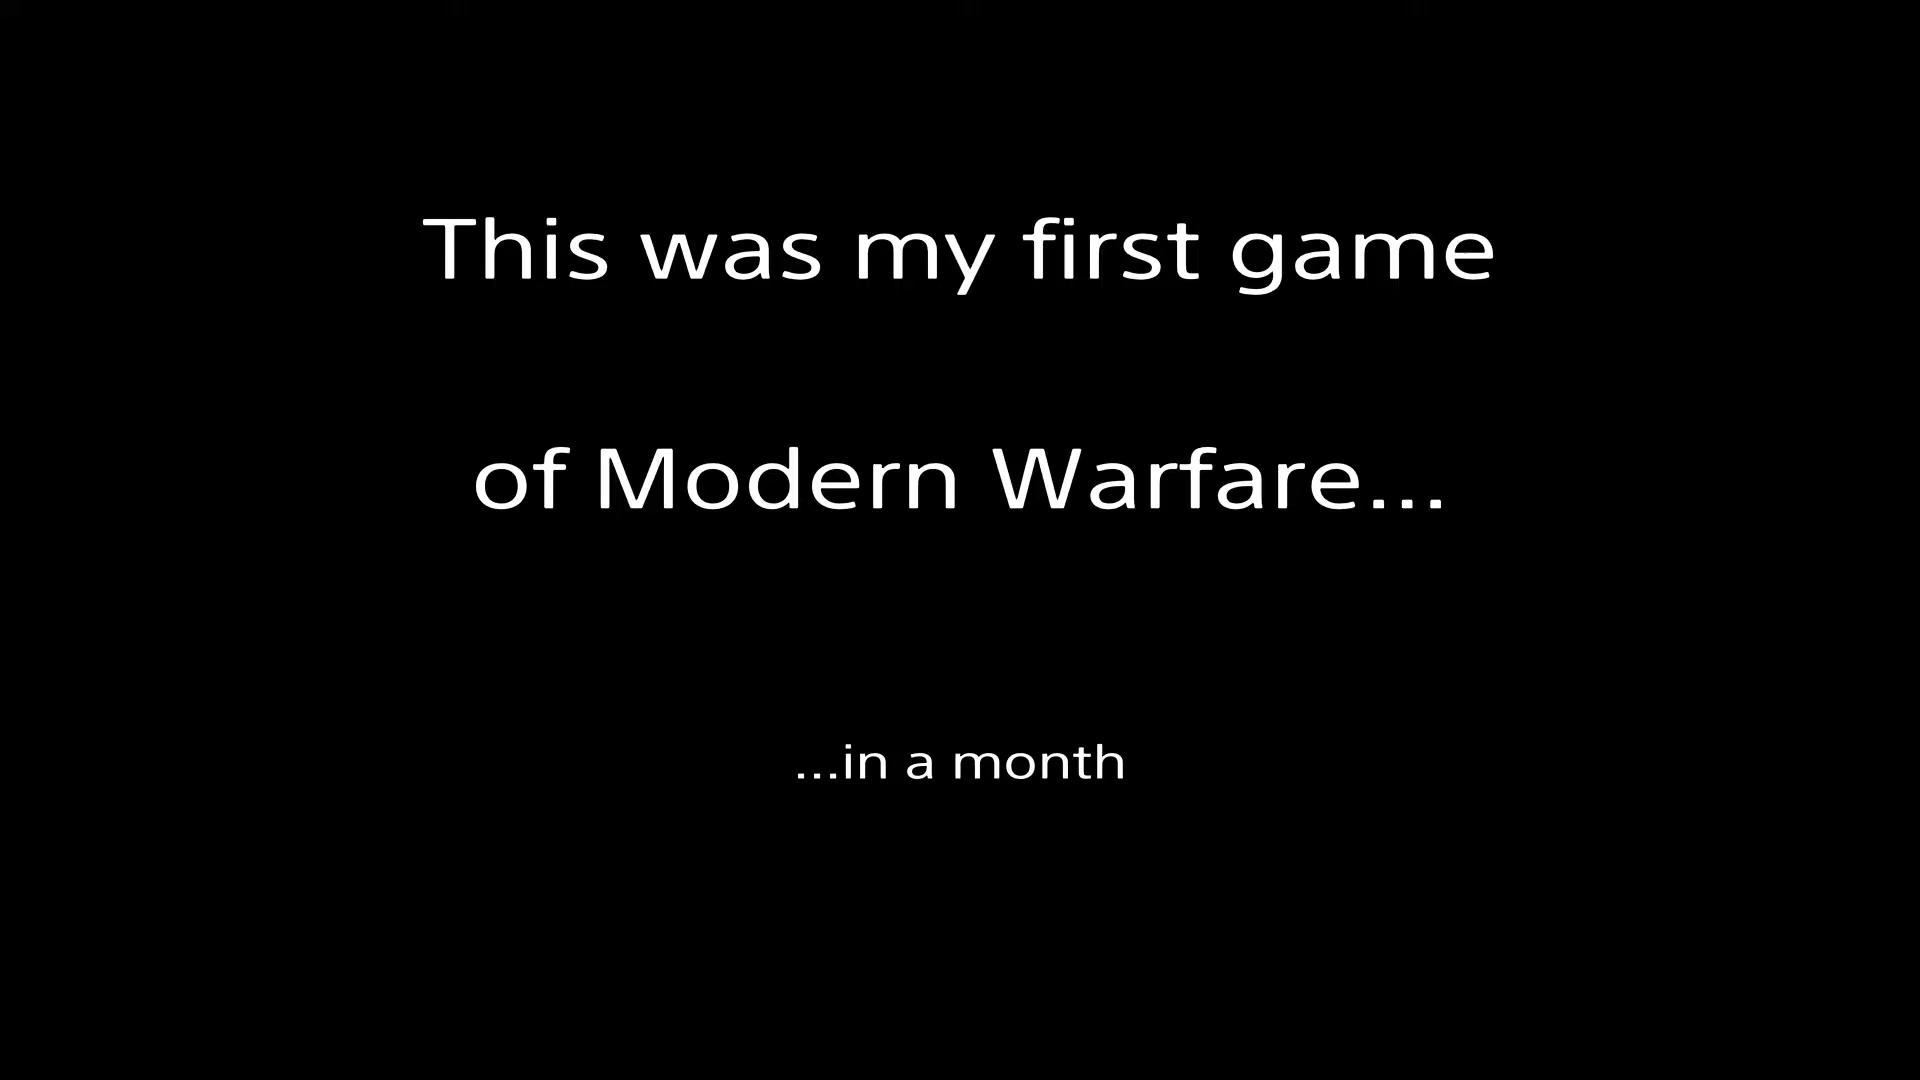 This was my first game
of Modern Warfare...
...in a month